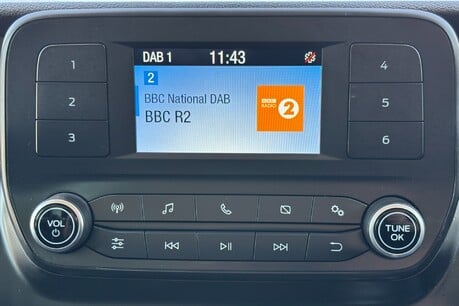 DAB 1 11:43
2
BBC National DAB
BBC R2
BBC
RADIO 2
1
2
3
4
5
6
VOL
TUNE
OK